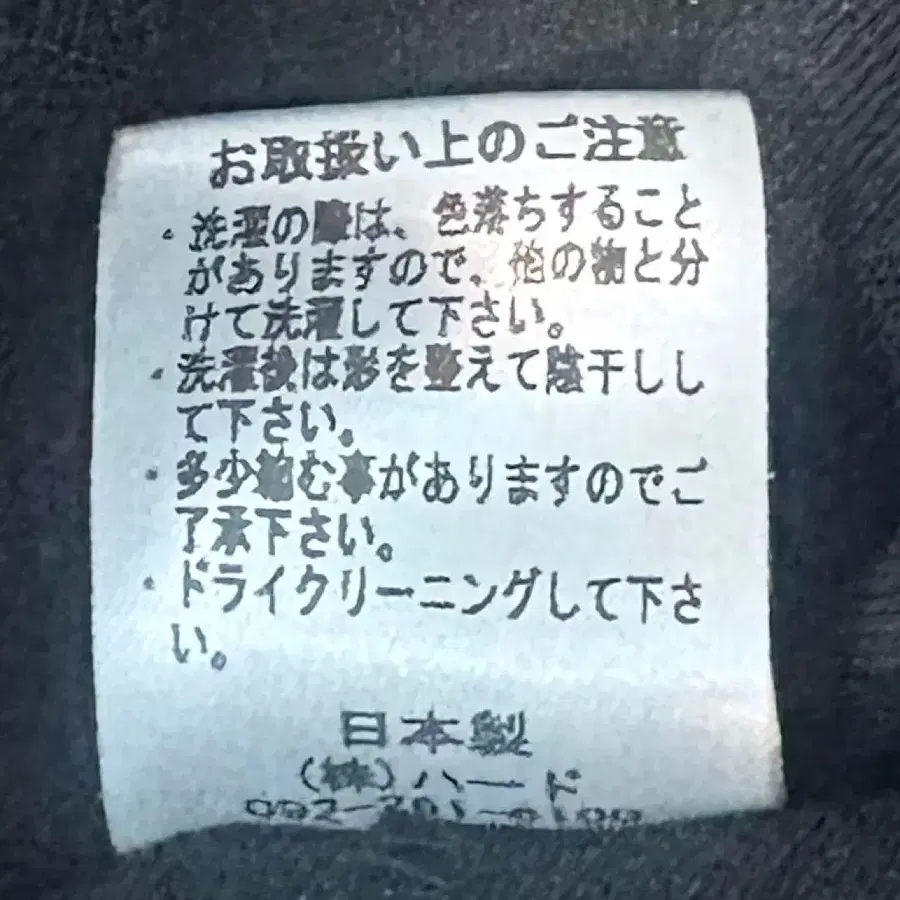 お取扱い上のご注意
・洗濯の際は、色落ちすること
がありますので、他の物と分
けて洗濯して下さい。
・洗濯後は形を整えて陰干しし
て下さい。
・多少縮む事がありますのでご
了承下さい。
・ドライクリーニングして下さ
い。
日本製
(株)ハード